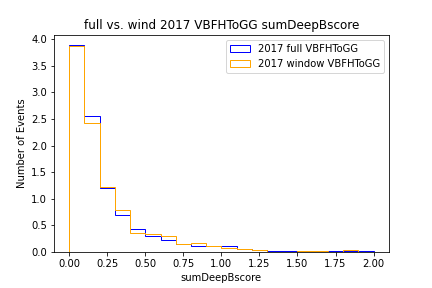 full vs. wind 2017 VBFHToGG sumDeepBscore
2017 full VBFHToGG
2017 window VBFHToGG
Number of Events
4.0
3.5
3.0
2.5
2.0
1.5
1.0
0.5
0.0
0.00 0.25 0.50 0.75 1.00 1.25 1.50 1.75 2.00
sumDeepBscore